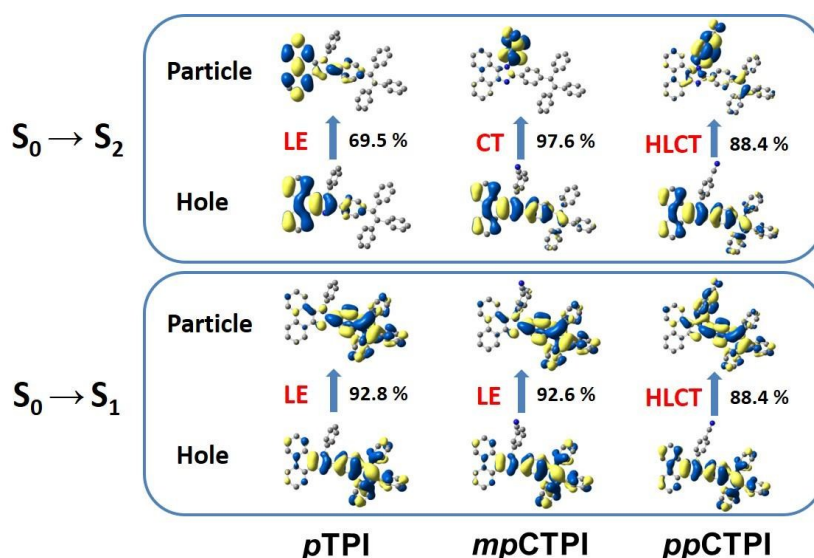 Particle
S₀ → S₂
LE 69.5 % CT 97.6 % HLCT 88.4 %
Hole
Particle
S₀ → S₁
LE 92.8 % LE 92.6 % HLCT 88.4 %
Hole
pTPI mpCTPI ppCTPI